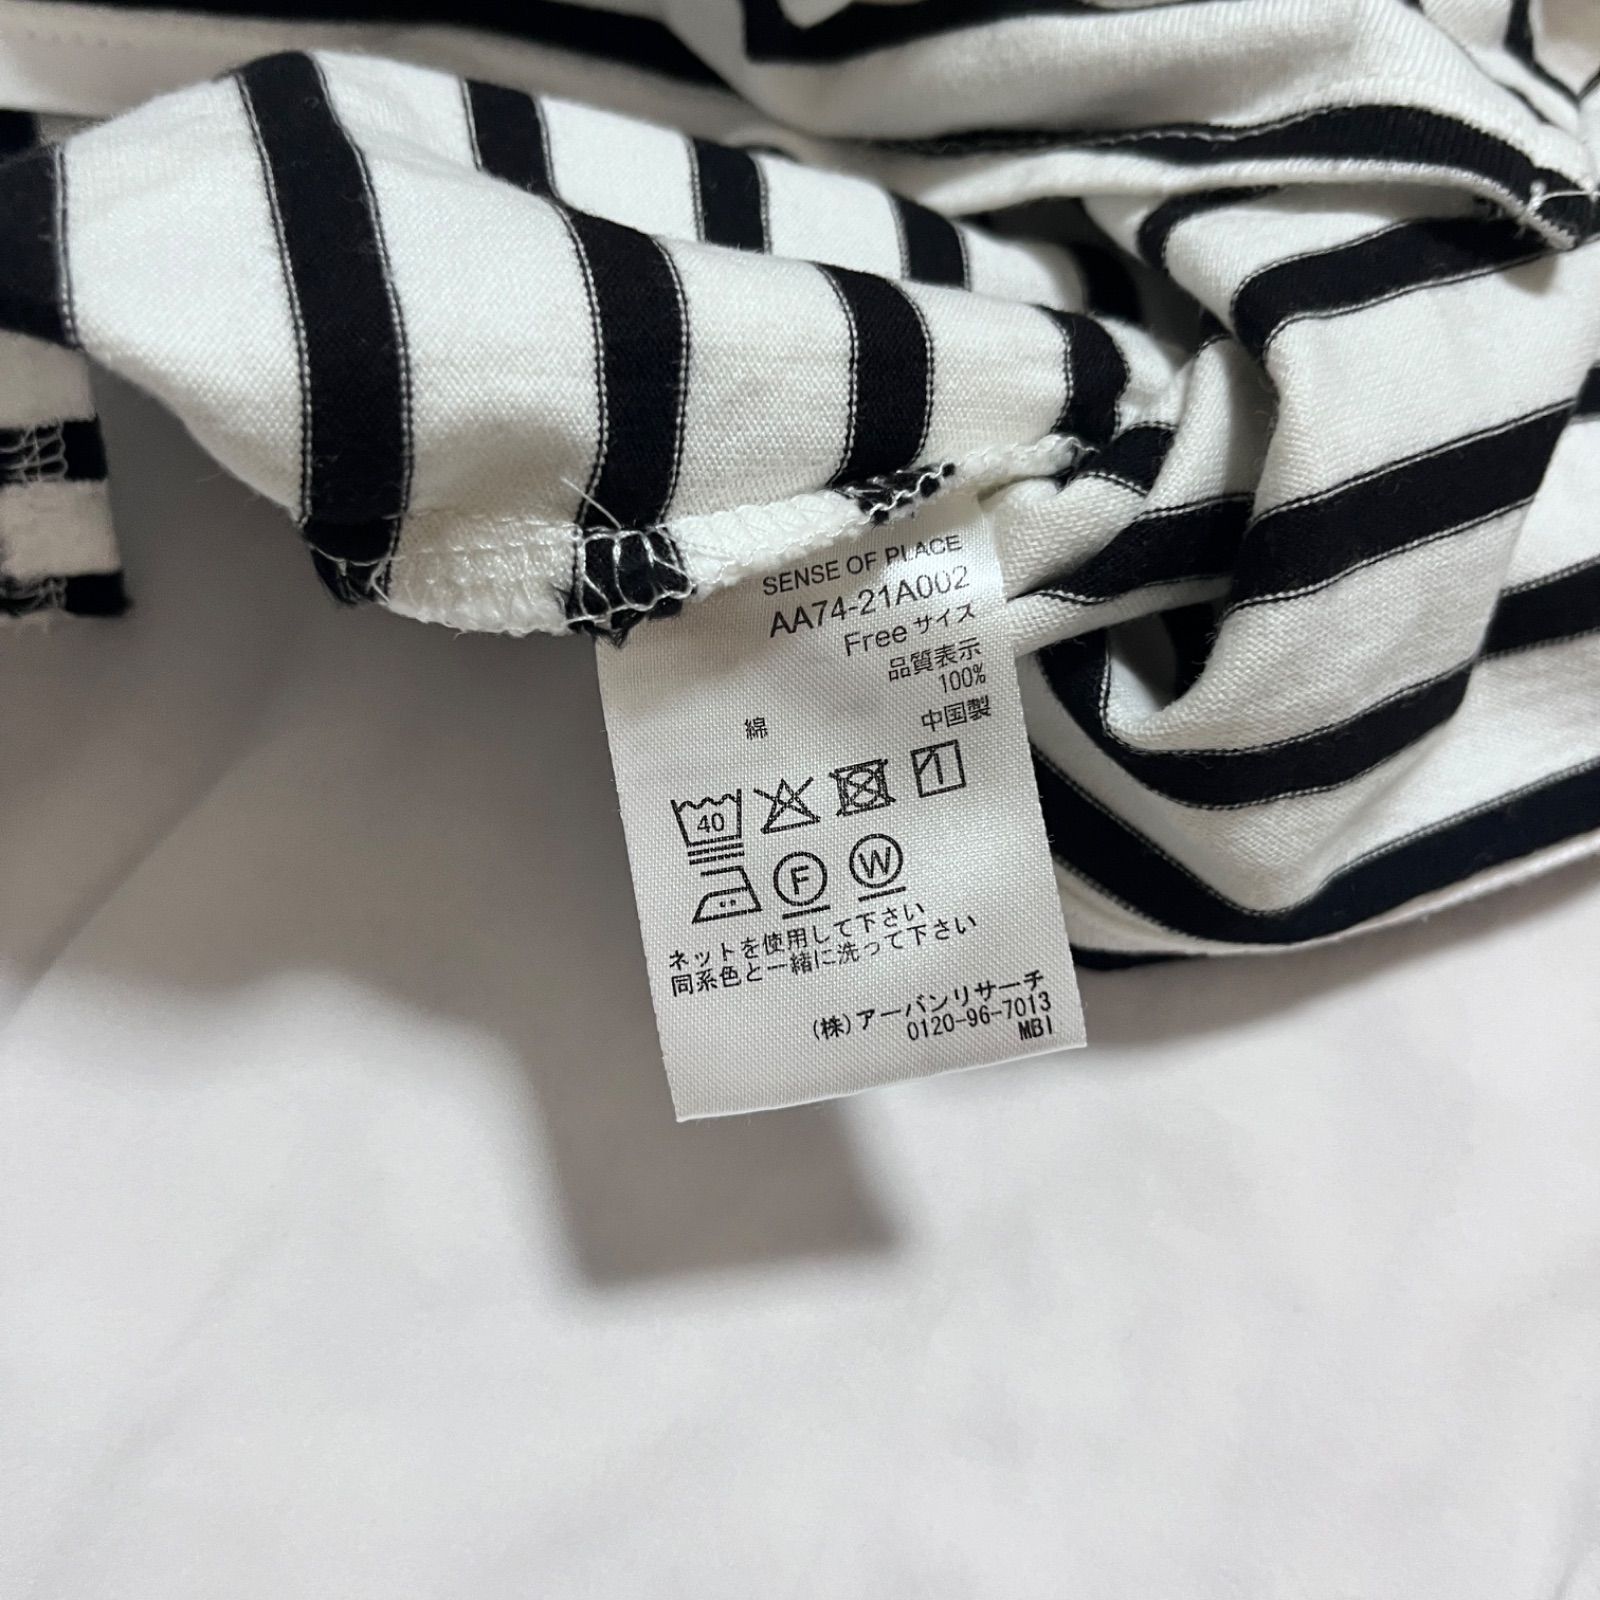 SENSE OF PLACE
AA74-21A002
Freeサイズ
品質表示
綿 100%
中国製
40
F W
ネットを使用して下さい
同系色と一緒に洗って下さい
(株)アーバンリサーチ
0120-96-7013
MBI